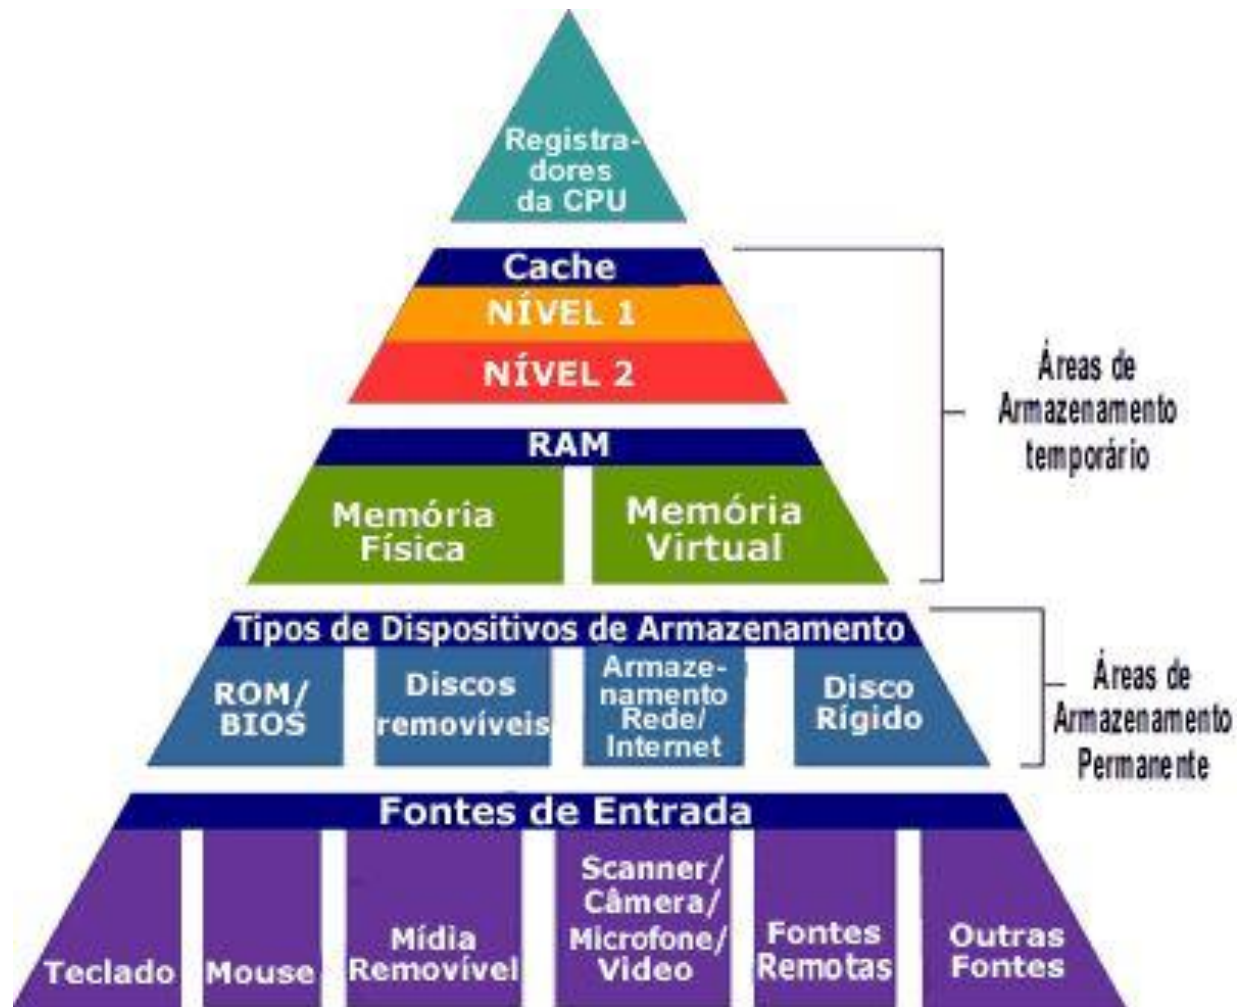 Registra-
dores
da CPU
Cache
NÍVEL 1
NÍVEL 2
Áreas de
Armazenamento
temporário
RAM
Memória
Física
Memória
Virtual
Tipos de Dispositivos de Armazenamento
ROM/
BIOS
Discos
removíveis
Armaze-
namento
Rede/
Internet
Disco
Rígido
Áreas de
Armazenamento
Permanente
Fontes de Entrada
Teclado
Mouse
Mídia
Removível
Scanner/
Câmera/
Microfone/
Video
Fontes
Remotas
Outras
Fontes